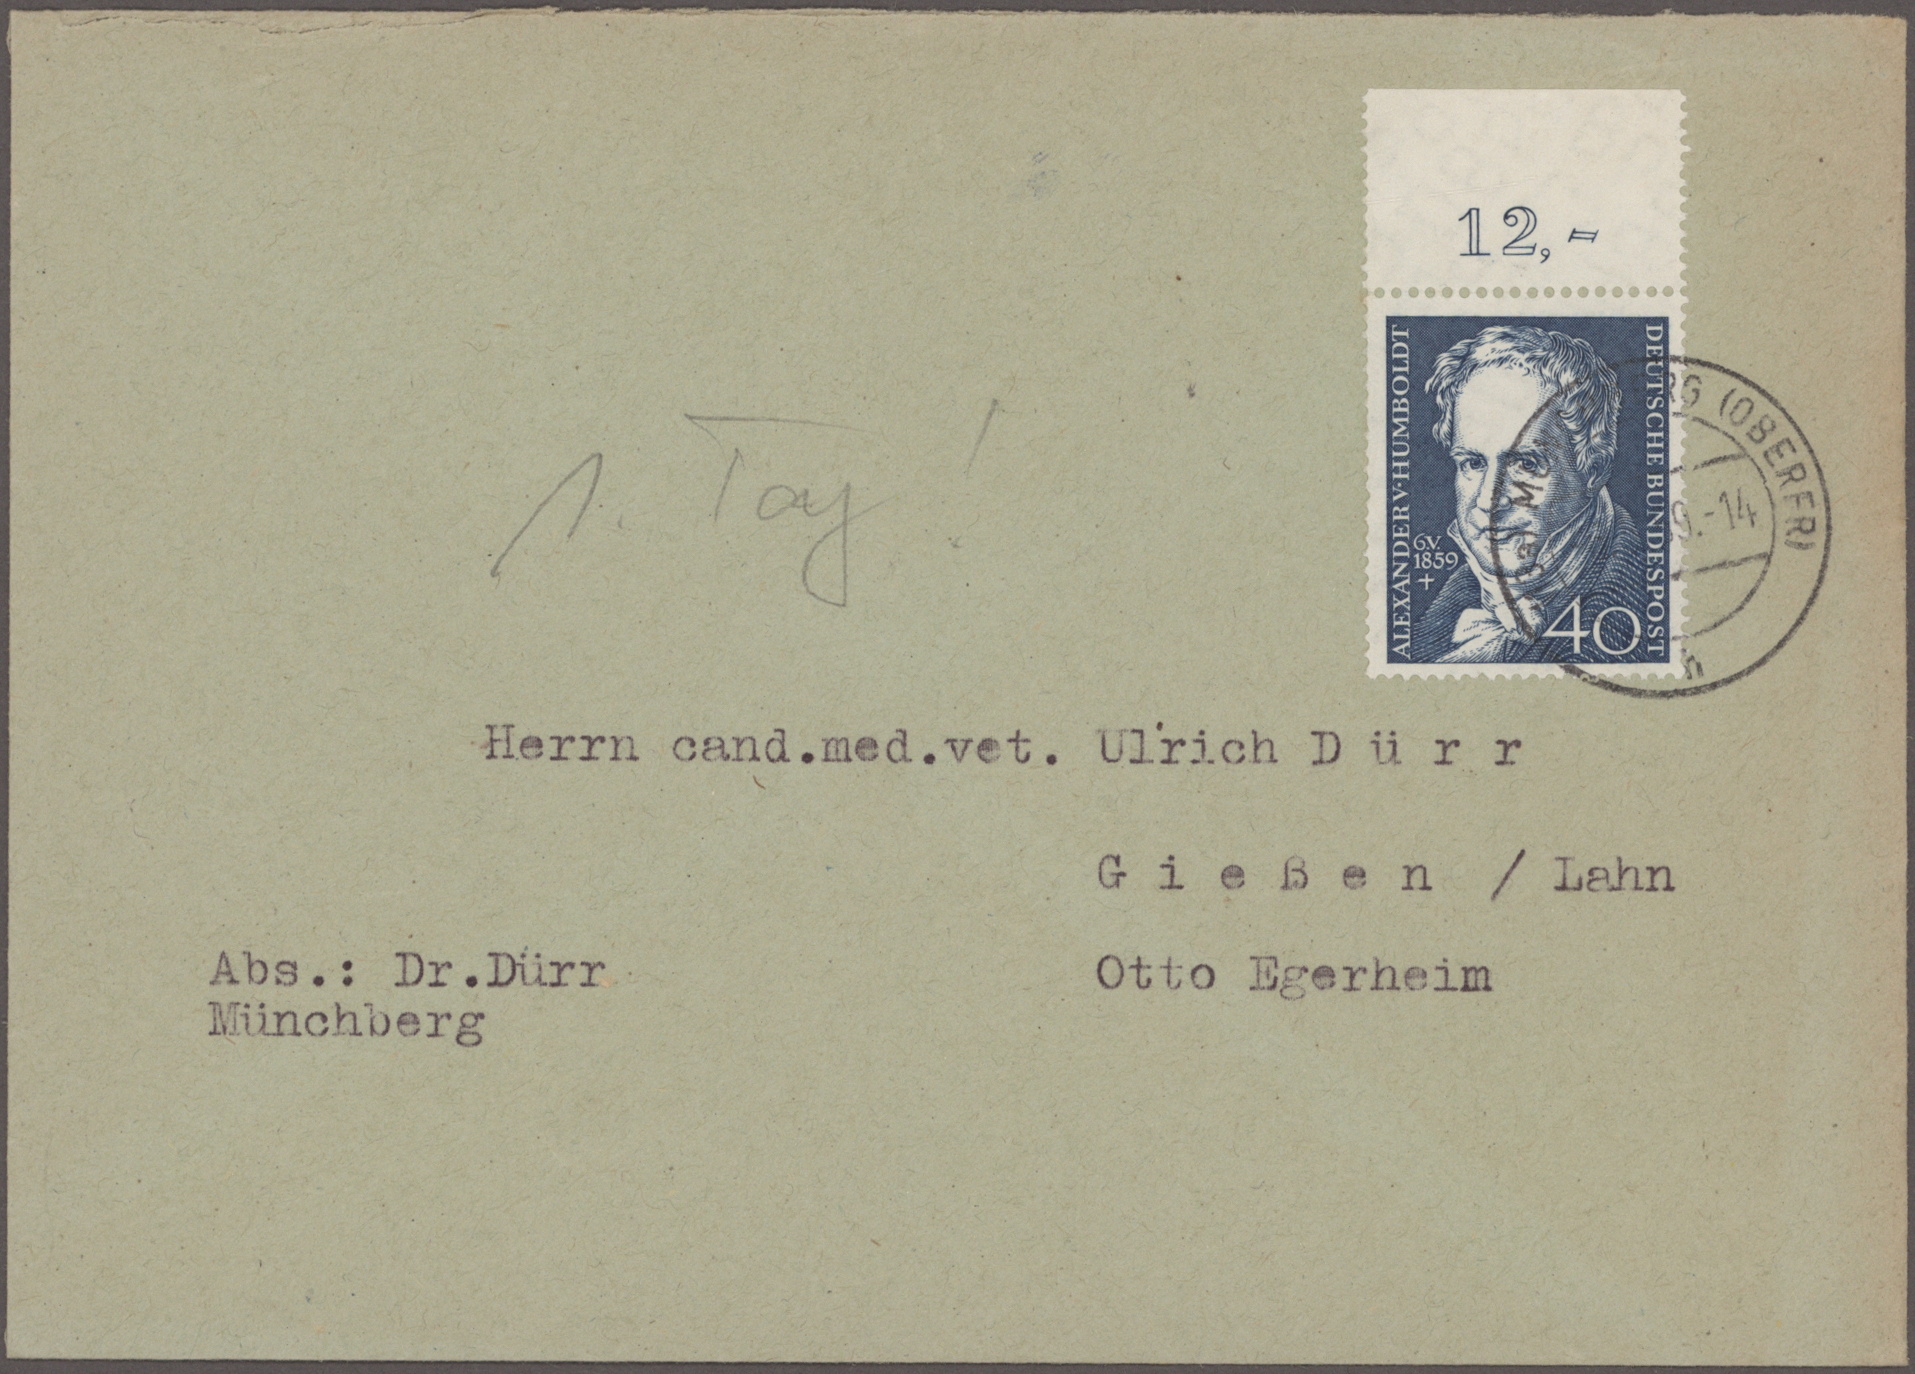 12,-
ALEXANDER V·HUMBOLDT
DEUTSCHE BUNDESPOST
6.V.
1859
+
40
(OBERFR)
9.-14
1. Tag !
Herrn cand.med.vet. Ulrich D ü r r
G i e ß e n / Lahn
Otto Egerheim
Abs.: Dr.Dürr
Münchberg